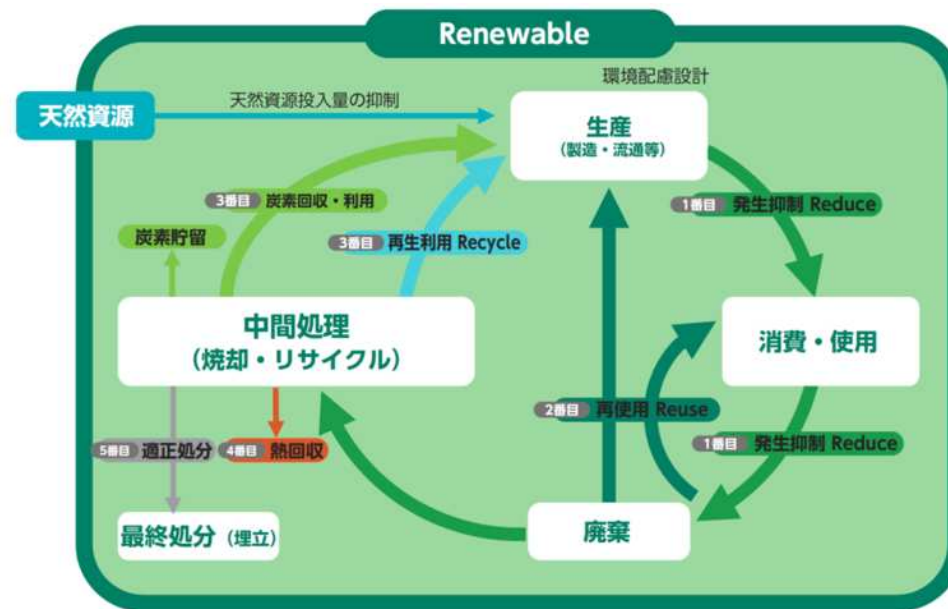 Renewable
環境配慮設計
天然資源
天然資源投入量の抑制
生産
(製造・流通等)
1番目 発生抑制 Reduce
3番目 炭素回収・利用
炭素貯留
3番目 再生利用 Recycle
中間処理
(焼却・リサイクル)
消費・使用
2番目 再使用 Reuse
1番目 発生抑制 Reduce
5番目 適正処分
4番目 熱回収
最終処分 (埋立)
廃棄